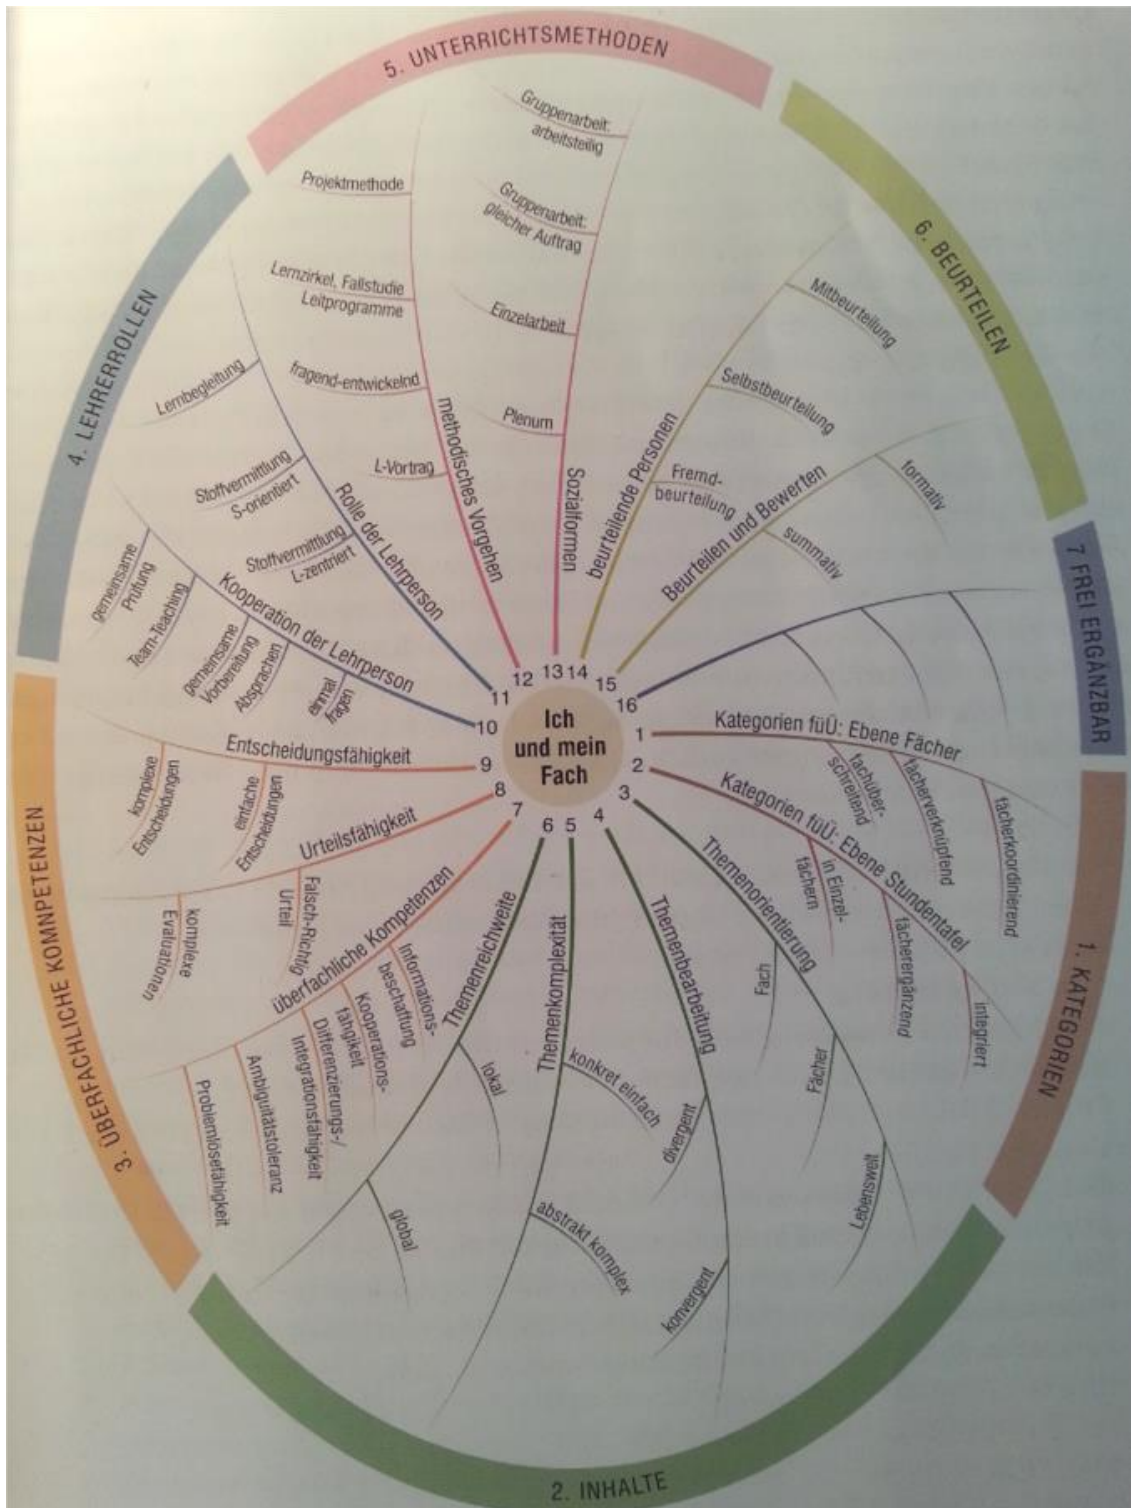 5. UNTERRICHTSMETHODEN
6. BEURTEILEN
7 FREI ERGÄNZBAR
1. KATEGORIEN
2. INHALTE
3. ÜBERFACHLICHE KOMNPETENZEN
4. LEHRERROLLEN
Ich
und mein
Fach
1
Kategorien füÜ: Ebene Fächer
fachüber-
schreitend
fächerverknüpfend
fächerkoordinierend
2
Kategorien füÜ: Ebene Stundentafel
in Einzel-
fächern
fächerergänzend
integriert
3
Themenorientierung
Fach
Fächer
Lebenswelt
4
Themenbearbeitung
divergent
konvergent
5
Themenkomplexität
konkret einfach
abstrakt komplex
6
Themenreichweite
lokal
global
7
überfachliche Kompetenzen
Informations-
beschaffung
Kooperations-
fähgikeit
Differenzierungs-/
Integrationsfähigkeit
Ambiguitätstoleranz
Problemlösefähigkeit
8
Urteilsfähigkeit
Falsch-Richtig
Urteil
komplexe
Evaluationen
9
Entscheidungsfähigkeit
einfache
Entscheidungen
komplexe
Entscheidungen
10
Kooperation der Lehrperson
einmal
fragen
Absprachen
gemeinsame
Vorbereitung
Team-Teaching
gemeinsame
Prüfung
11
Rolle der Lehrperson
Stoffvermittlung
L-zentriert
Stoffvermittlung
S-orientiert
Lernbegleitung
12
methodisches Vorgehen
L-Vortrag
fragend-entwickelnd
Lernzirkel, Fallstudie
Leitprogramme
Projektmethode
13
Sozialformen
Plenum
Einzelarbeit
Gruppenarbeit:
gleicher Auftrag
Gruppenarbeit:
arbeitsteilig
14
beurteilende Personen
Fremd-
beurteilung
Selbstbeurteilung
Mitbeurteilung
15
Beurteilen und Bewerten
summativ
formativ
16